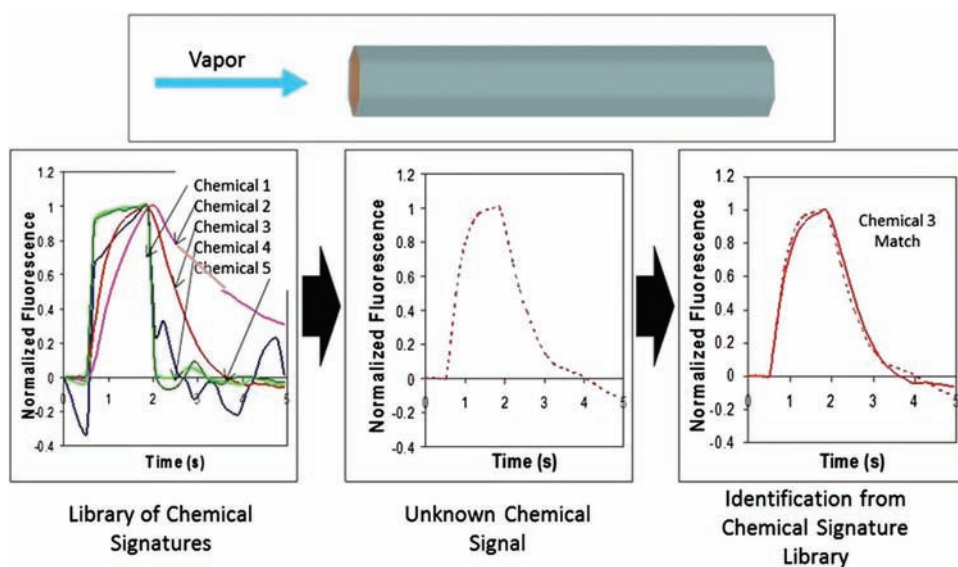 Vapor
Normalized Fluorescence
1.2
1
0.8
0.6
0.4
0.2
0
-0.2
-0.4
0
1
2
3
4
5
Chemical 1
Chemical 2
Chemical 3
Chemical 4
Chemical 5
Time (s)
Library of Chemical
Signatures
Normalized Fluorescence
1.2
1
0.8
0.6
0.4
0.2
0
-0.2
-0.4
0
1
2
3
4
5
Time (s)
Unknown Chemical
Signal
Normalized Fluorescence
1.2
1
0.8
0.6
0.4
0.2
0
-0.2
-0.4
0
1
2
3
4
5
Chemical 3
Match
Time (s)
Identification from
Chemical Signature
Library